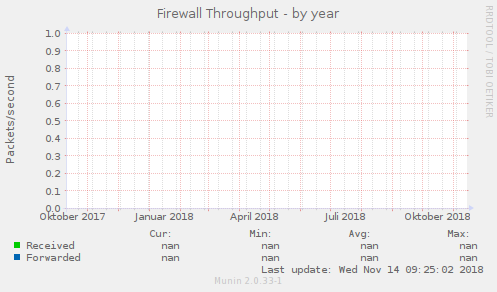 Firewall Throughput - by year
RRDTOOL / TOBI OETIKER
Packets/second
1.0
0.9
0.8
0.7
0.6
0.5
0.4
0.3
0.2
0.1
0.0
Oktober 2017 Januar 2018 April 2018 Juli 2018 Oktober 2018
Cur: Min: Avg: Max:
Received nan nan nan nan
Forwarded nan nan nan nan
Last update: Wed Nov 14 09:25:02 2018
Munin 2.0.33-1